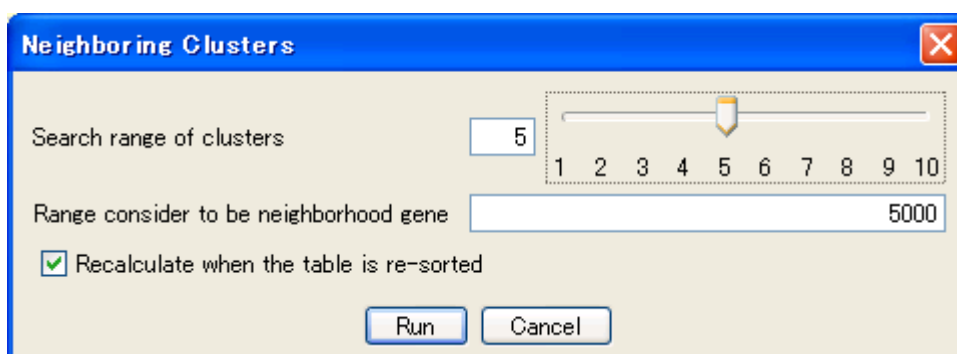 Neighboring Clusters
Search range of clusters 5
1 2 3 4 5 6 7 8 9 10
Range consider to be neighborhood gene 5000
Recalculate when the table is re-sorted
Run Cancel